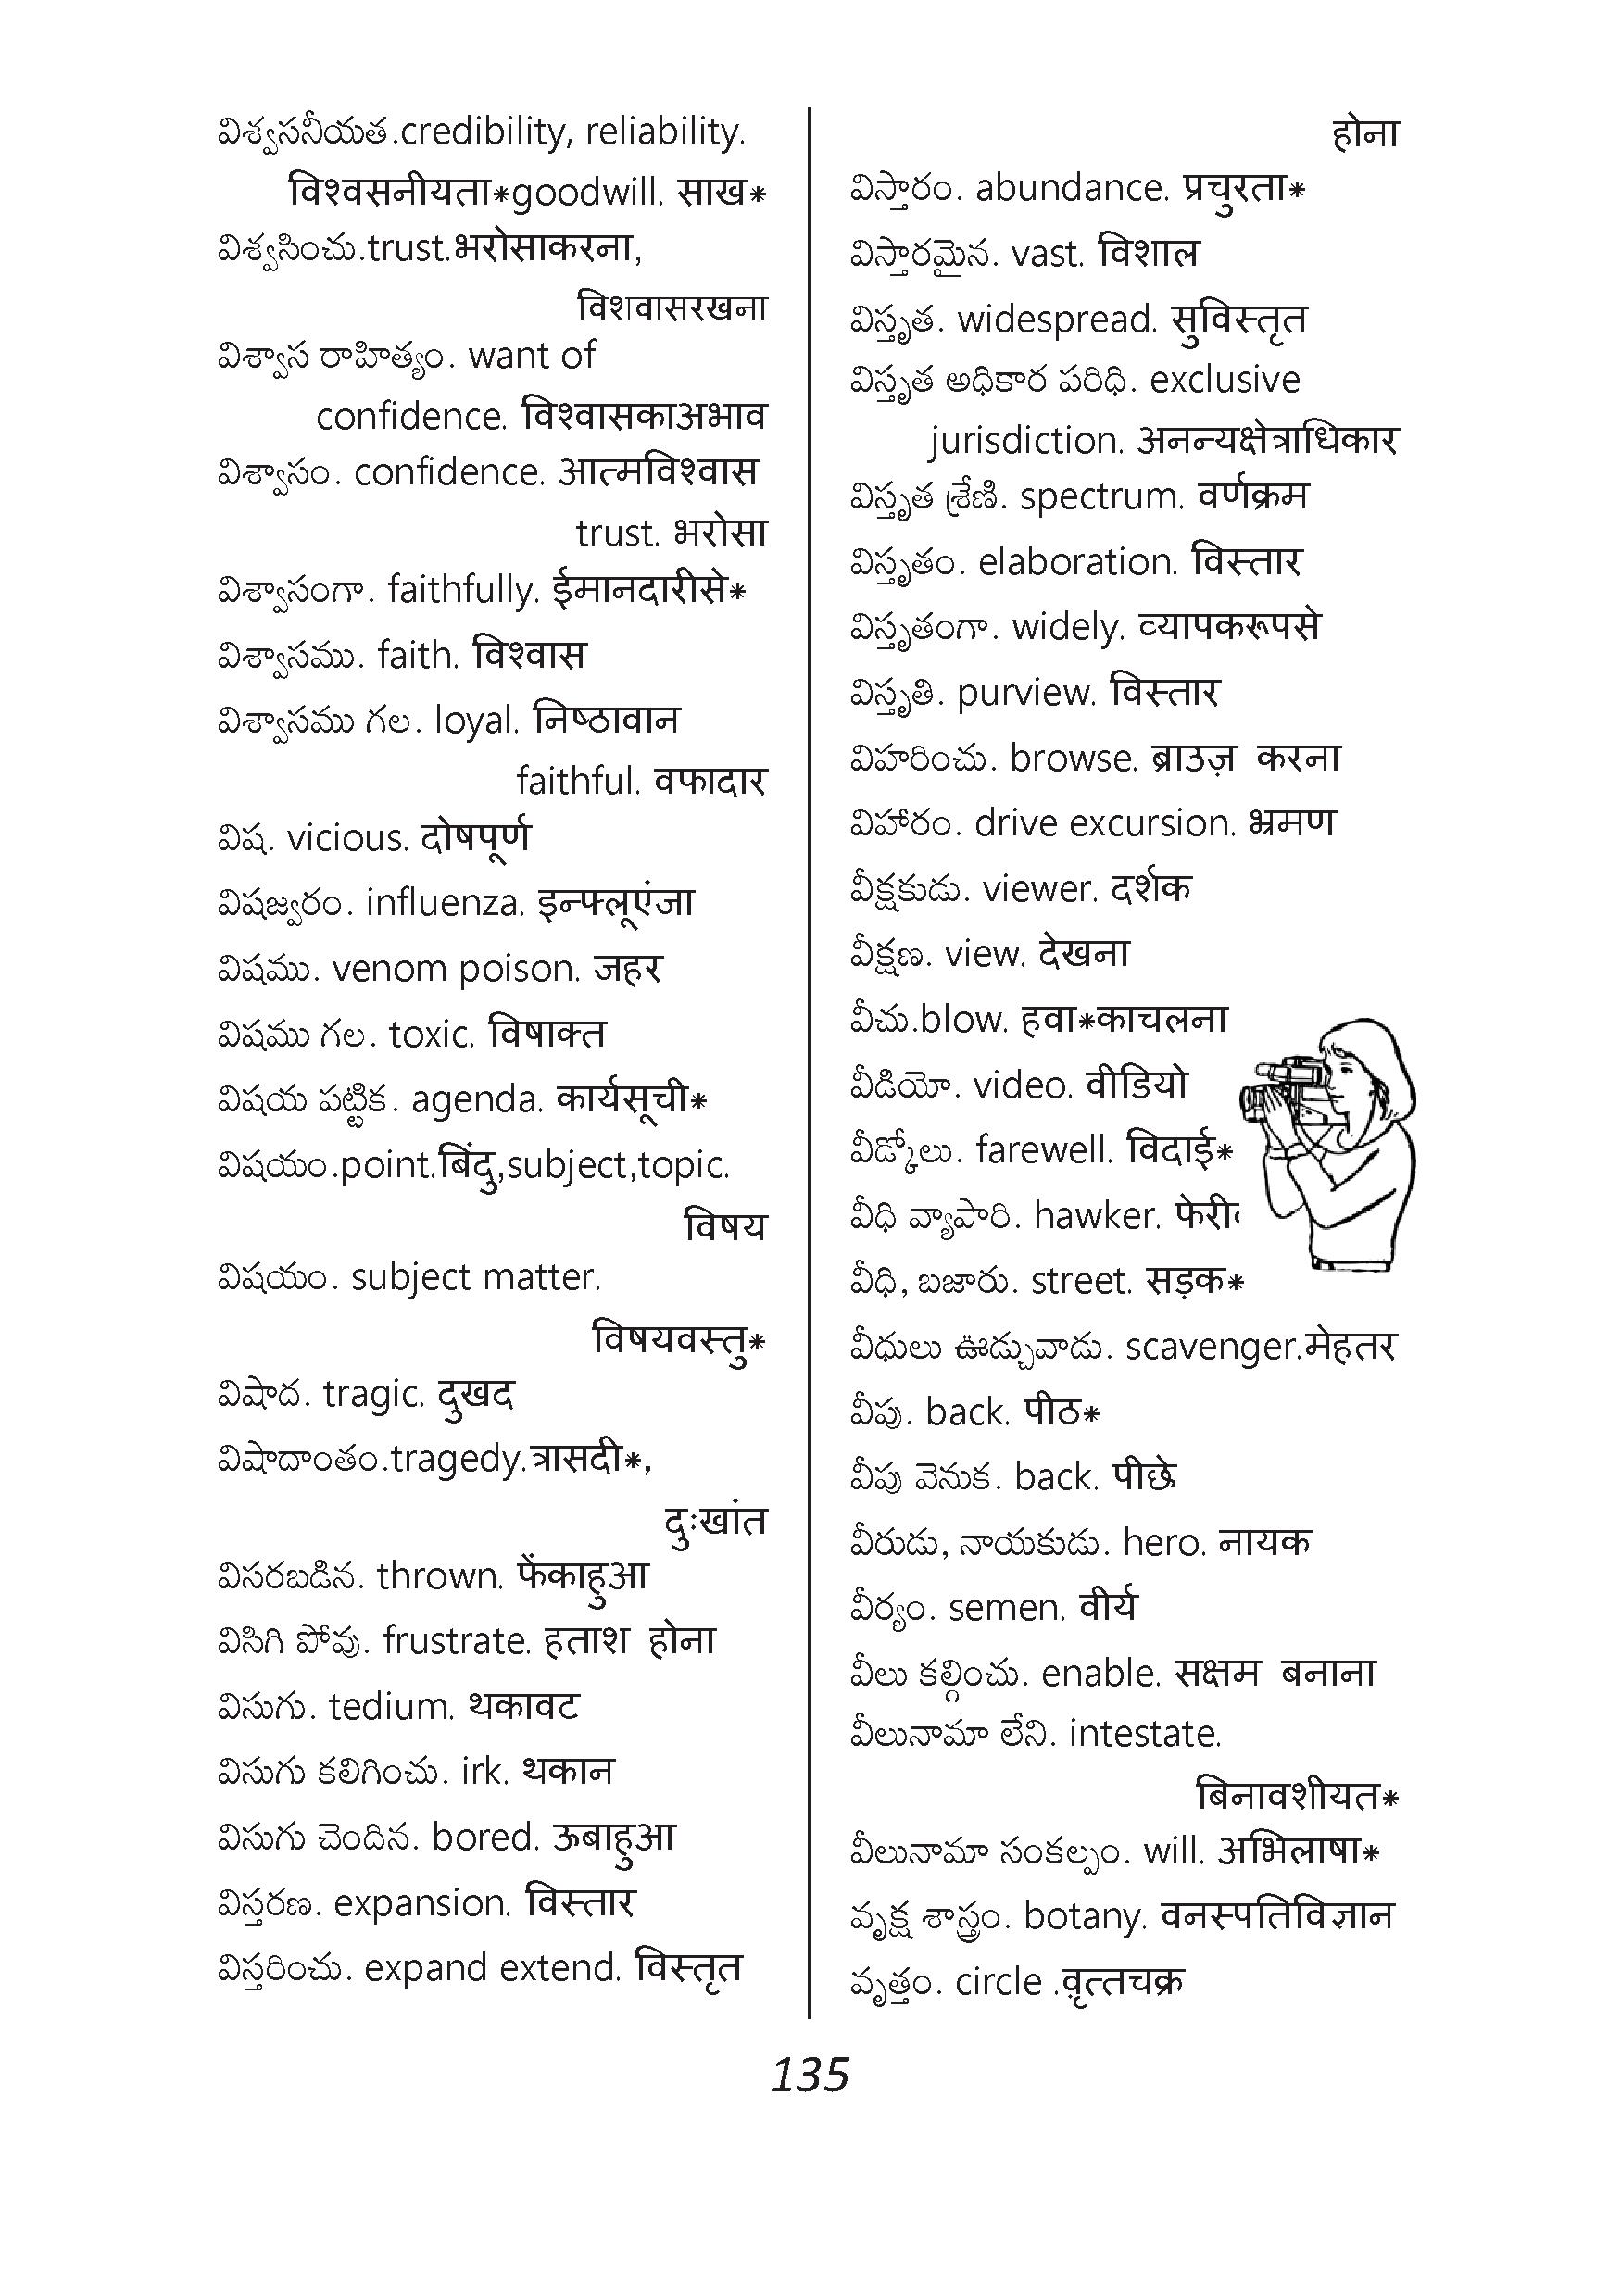 విశ్వసనీయత.credibility, reliability.
विश्वसनीयता*goodwill. साख*
విశ్వసించు.trust.भरोसाकरना,
विशवासरखना
విశ్వాస రాహిత్యం. want of
confidence. विश्वासकाअभाव
విశ్వాసం. confidence. आत्मविश्वास
trust. भरोसा
విశ్వాసంగా. faithfully. ईमानदारीसे*
విశ్వాసము. faith. विश्वास
విశ్వాసము గల. loyal. निष्ठावान
faithful. वफादार
విష. vicious. दोषपूर्ण
విషజ్వరం. influenza. इन्फ्लूएंजा
విషము. venom poison. जहर
విషము గల. toxic. विषाक्त
విషయ పట్టిక. agenda. कार्यसूची*
విషయం.point.बिंदु,subject,topic.
विषय
విషయం. subject matter.
विषयवस्तु*
విషాద. tragic. दुखद
విషాదాంతం.tragedy.त्रासदी*,
दुःखांत
విసరబడిన. thrown. फेंकाहुआ
విసిగి పోవు. frustrate. हताश होना
విసుగు. tedium. थकावट
విసుగు కలిగించు. irk. थकान
విసుగు చెందిన. bored. ऊबाहुआ
విస్తరణ. expansion. विस्तार
విస్తరించు. expand extend. विस्तृत
होना
విస్తారం. abundance. प्रचुरता*
విస్తారమైన. vast. विशाल
విస్తృత. widespread. सुविस्तृत
విస్తృత అధికార పరిధి. exclusive
jurisdiction. अनन्यक्षेत्राधिकार
విస్తృత శ్రేణి. spectrum. वर्णक्रम
విస్తృతం. elaboration. विस्तार
విస్తృతంగా. widely. व्यापकरूपसे
విస్తృతి. purview. विस्तार
విహరించు. browse. ब्राउज़ करना
విహారం. drive excursion. भ्रमण
వీక్షకుడు. viewer. दर्शक
వీక్షణ. view. देखना
వీచు.blow. हवा*काचलना
వీడియో. video. वीडियो
వీడ్కోలు. farewell. विदाई*
వీధి వ్యాపారి. hawker.
వీధి, బజారు. street. सड़क*
వీధులు ఊడ్చువాడు. scavenger.मेहतर
వీపు. back. पीठ*
వీపు వెనుక. back. पीछे
వీరుడు, నాయకుడు. hero. नायक
వీర్యం. semen. वीर्य
వీలు కల్గించు. enable. सक्षम बनाना
వీలునామా లేని. intestate.
बिनावशीयत*
వీలునామా సంకల్పం. will. अभिलाषा*
వృక్ష శాస్త్రం. botany. वनस्पतिविज्ञान
వృత్తం. circle .वृत्तचक्र
135